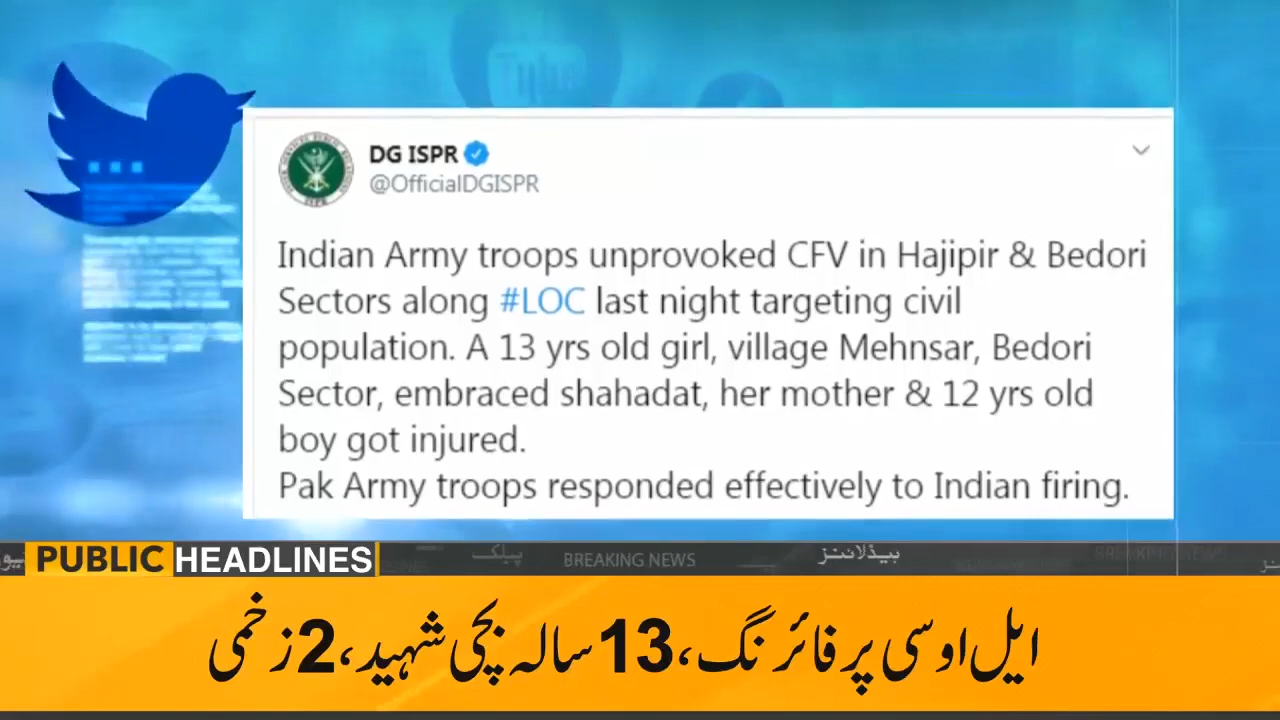 DG ISPR
@OfficialDGISPR
Indian Army troops unprovoked CFV in Hajipir & Bedori
Sectors along #LOC last night targeting civil
population. A 13 yrs old girl, village Mehnsar, Bedori
Sector, embraced shahadat, her mother & 12 yrs old
boy got injured.
Pak Army troops responded effectively to Indian firing.
PUBLIC HEADLINES
پبلک
BREAKING NEWS
ہیڈلائنز
ایل او سی پر فائرنگ، 13 سالہ بچی شہید، 2 زخمی